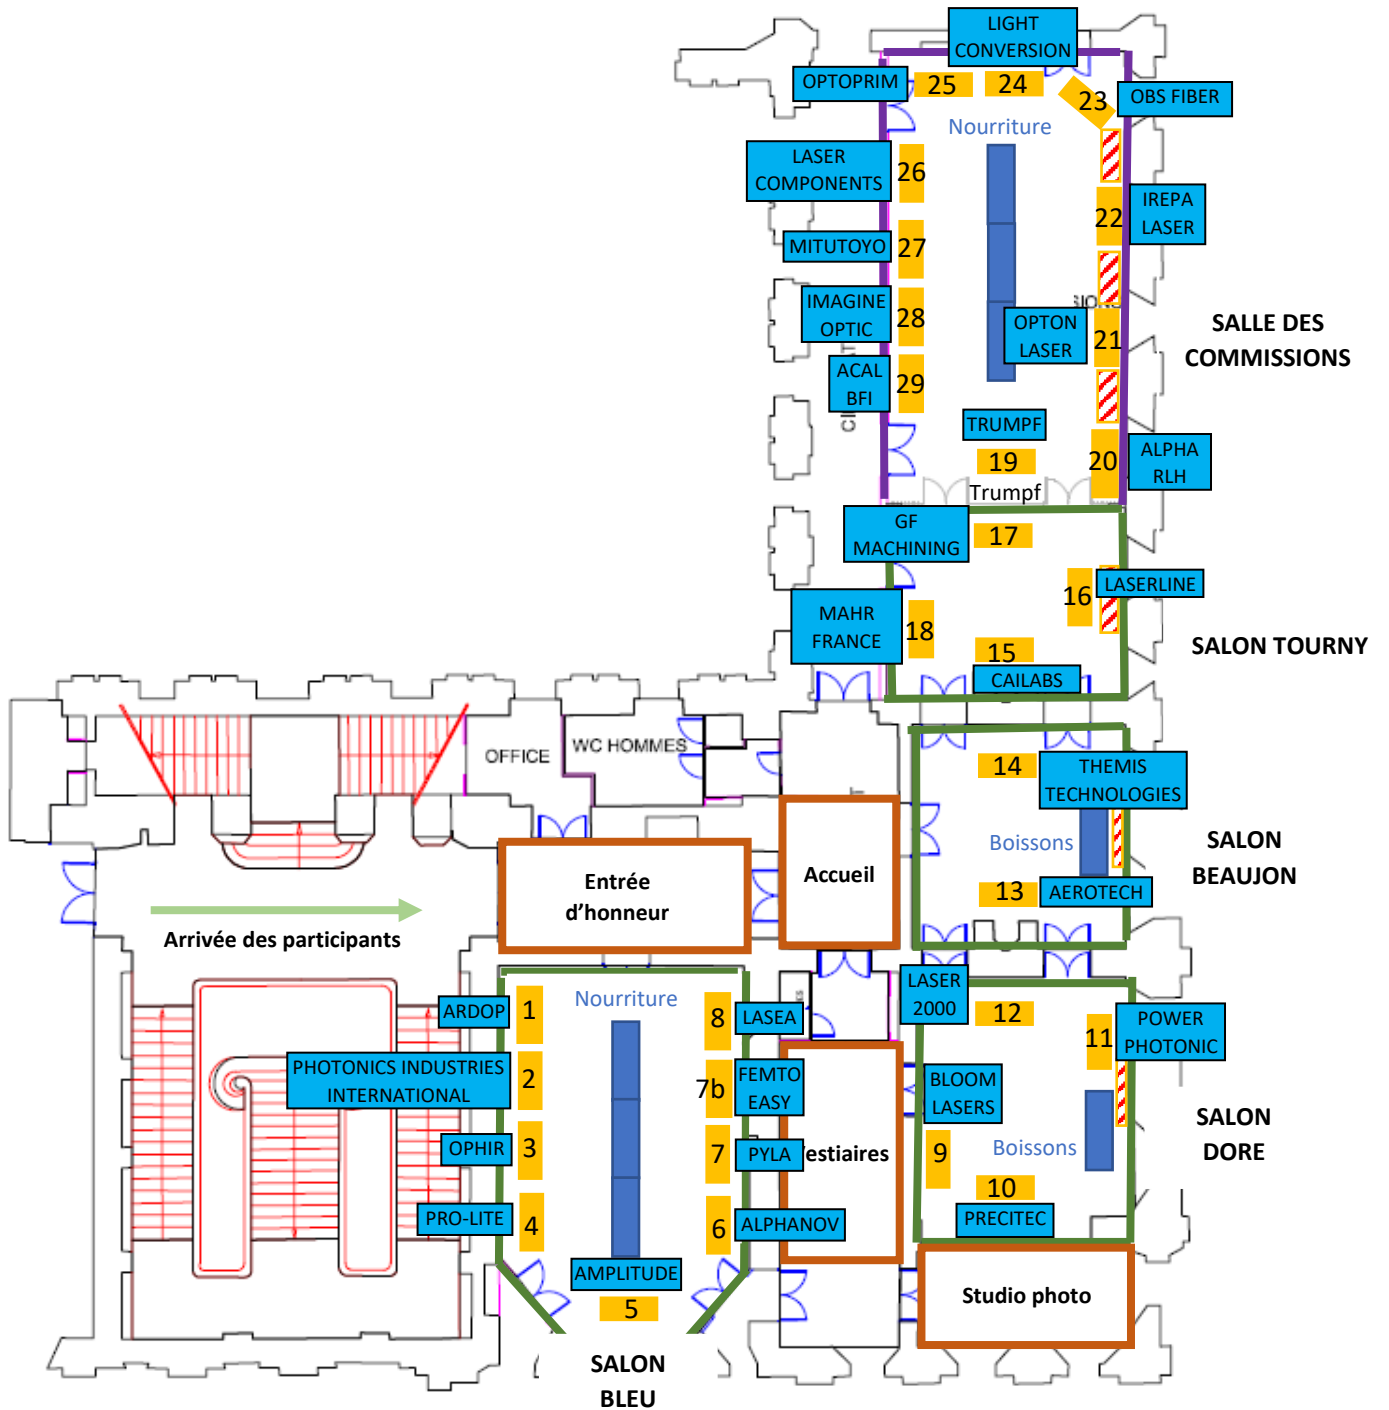 LIGHT
CONVERSION
OPTOPRIM
25
24
23
OBS FIBER
Nourriture
LASER
COMPONENTS
26
22
IREPA
LASER
MITUTOYO
27
IMAGINE
OPTIC
28
OPTON
LASER
21
SALLE DES
COMMISSIONS
ACAL
BFI
29
TRUMPF
19
Trumpf
20
ALPHA
RLH
GF
MACHINING
17
16
LASERLINE
MAHR
FRANCE
18
15
CAILABS
SALON TOURNY
OFFICE
WC HOMMES
14
THEMIS
TECHNOLOGIES
Boissons
SALON
BEAUJON
13
AEROTECH
Entrée
d'honneur
Accueil
Arrivée des participants
ARDOP
1
Nourriture
8
LASEA
LASER
2000
12
11
POWER
PHOTONIC
PHOTONICS INDUSTRIES
INTERNATIONAL
2
7b
FEMTO
EASY
BLOOM
LASERS
OPHIR
3
7
PYLA
estiaires
9
Boissons
SALON
DORE
PRO-LITE
4
6
ALPHANOV
10
PRECITEC
AMPLITUDE
5
Studio photo
SALON
BLEU